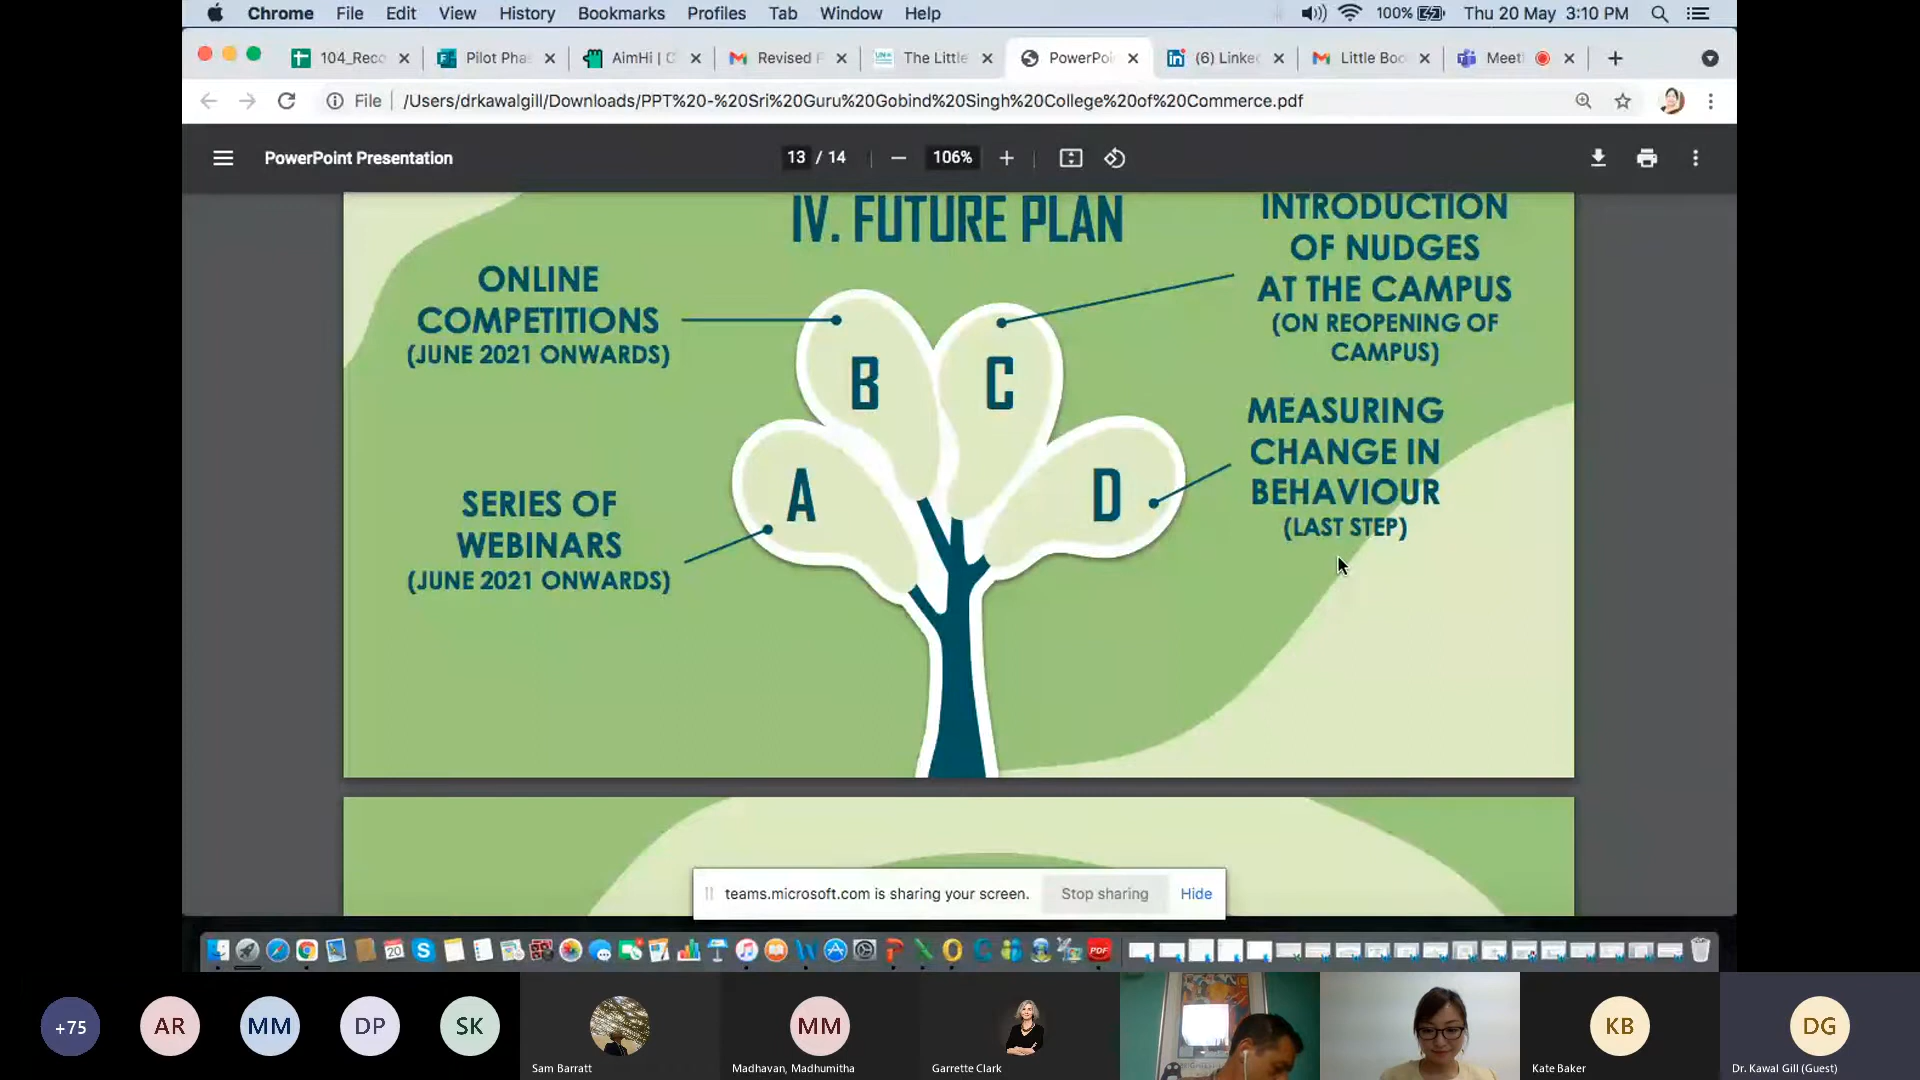 Chrome File Edit View History Bookmarks Profiles Tab Window Help 100% Thu 20 May 3:10 PM
104_Reco Pilot Pha AimHi | C Revised F The Little PowerPoi (6) Linke Little Boo Meeti
File /Users/drkawalgill/Downloads/PPT%20-%20Sri%20Guru%20Gobind%20Singh%20College%20of%20Commerce.pdf
PowerPoint Presentation 13 / 14 106%
IV. FUTURE PLAN
ONLINE
COMPETITIONS
(JUNE 2021 ONWARDS)
INTRODUCTION
OF NUDGES
AT THE CAMPUS
(ON REOPENING OF
CAMPUS)
B C
A D
SERIES OF
WEBINARS
(JUNE 2021 ONWARDS)
MEASURING
CHANGE IN
BEHAVIOUR
(LAST STEP)
teams.microsoft.com is sharing your screen. Stop sharing Hide
20
PDF
+75 AR MM DP SK MM KB DG
Sam Barratt Madhavan, Madhumitha Garrette Clark Kate Baker Dr. Kawal Gill (Guest)